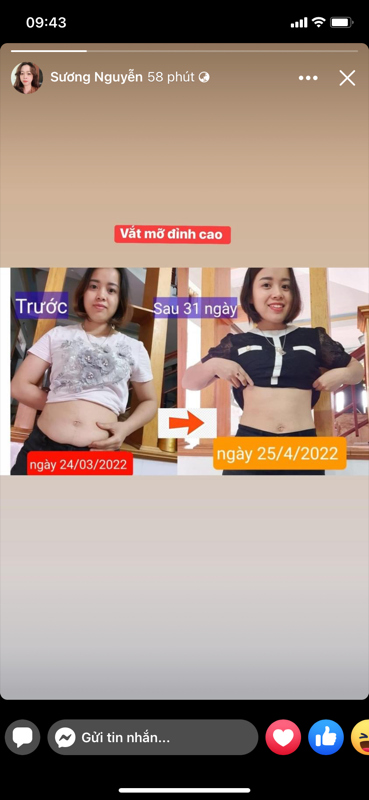 09:43
Sương Nguyễn 58 phút
Vắt mỡ đỉnh cao
Trước
Sau 31 ngày
ngày 24/03/2022
ngày 25/4/2022
Gửi tin nhắn...